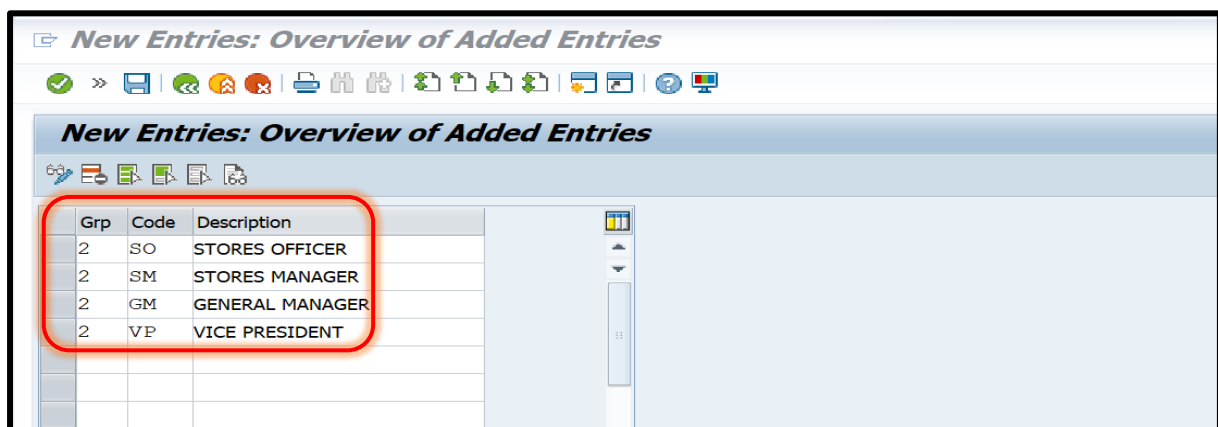 New Entries: Overview of Added Entries
New Entries: Overview of Added Entries
Grp Code Description
2 SO STORES OFFICER
2 SM STORES MANAGER
2 GM GENERAL MANAGER
2 VP VICE PRESIDENT